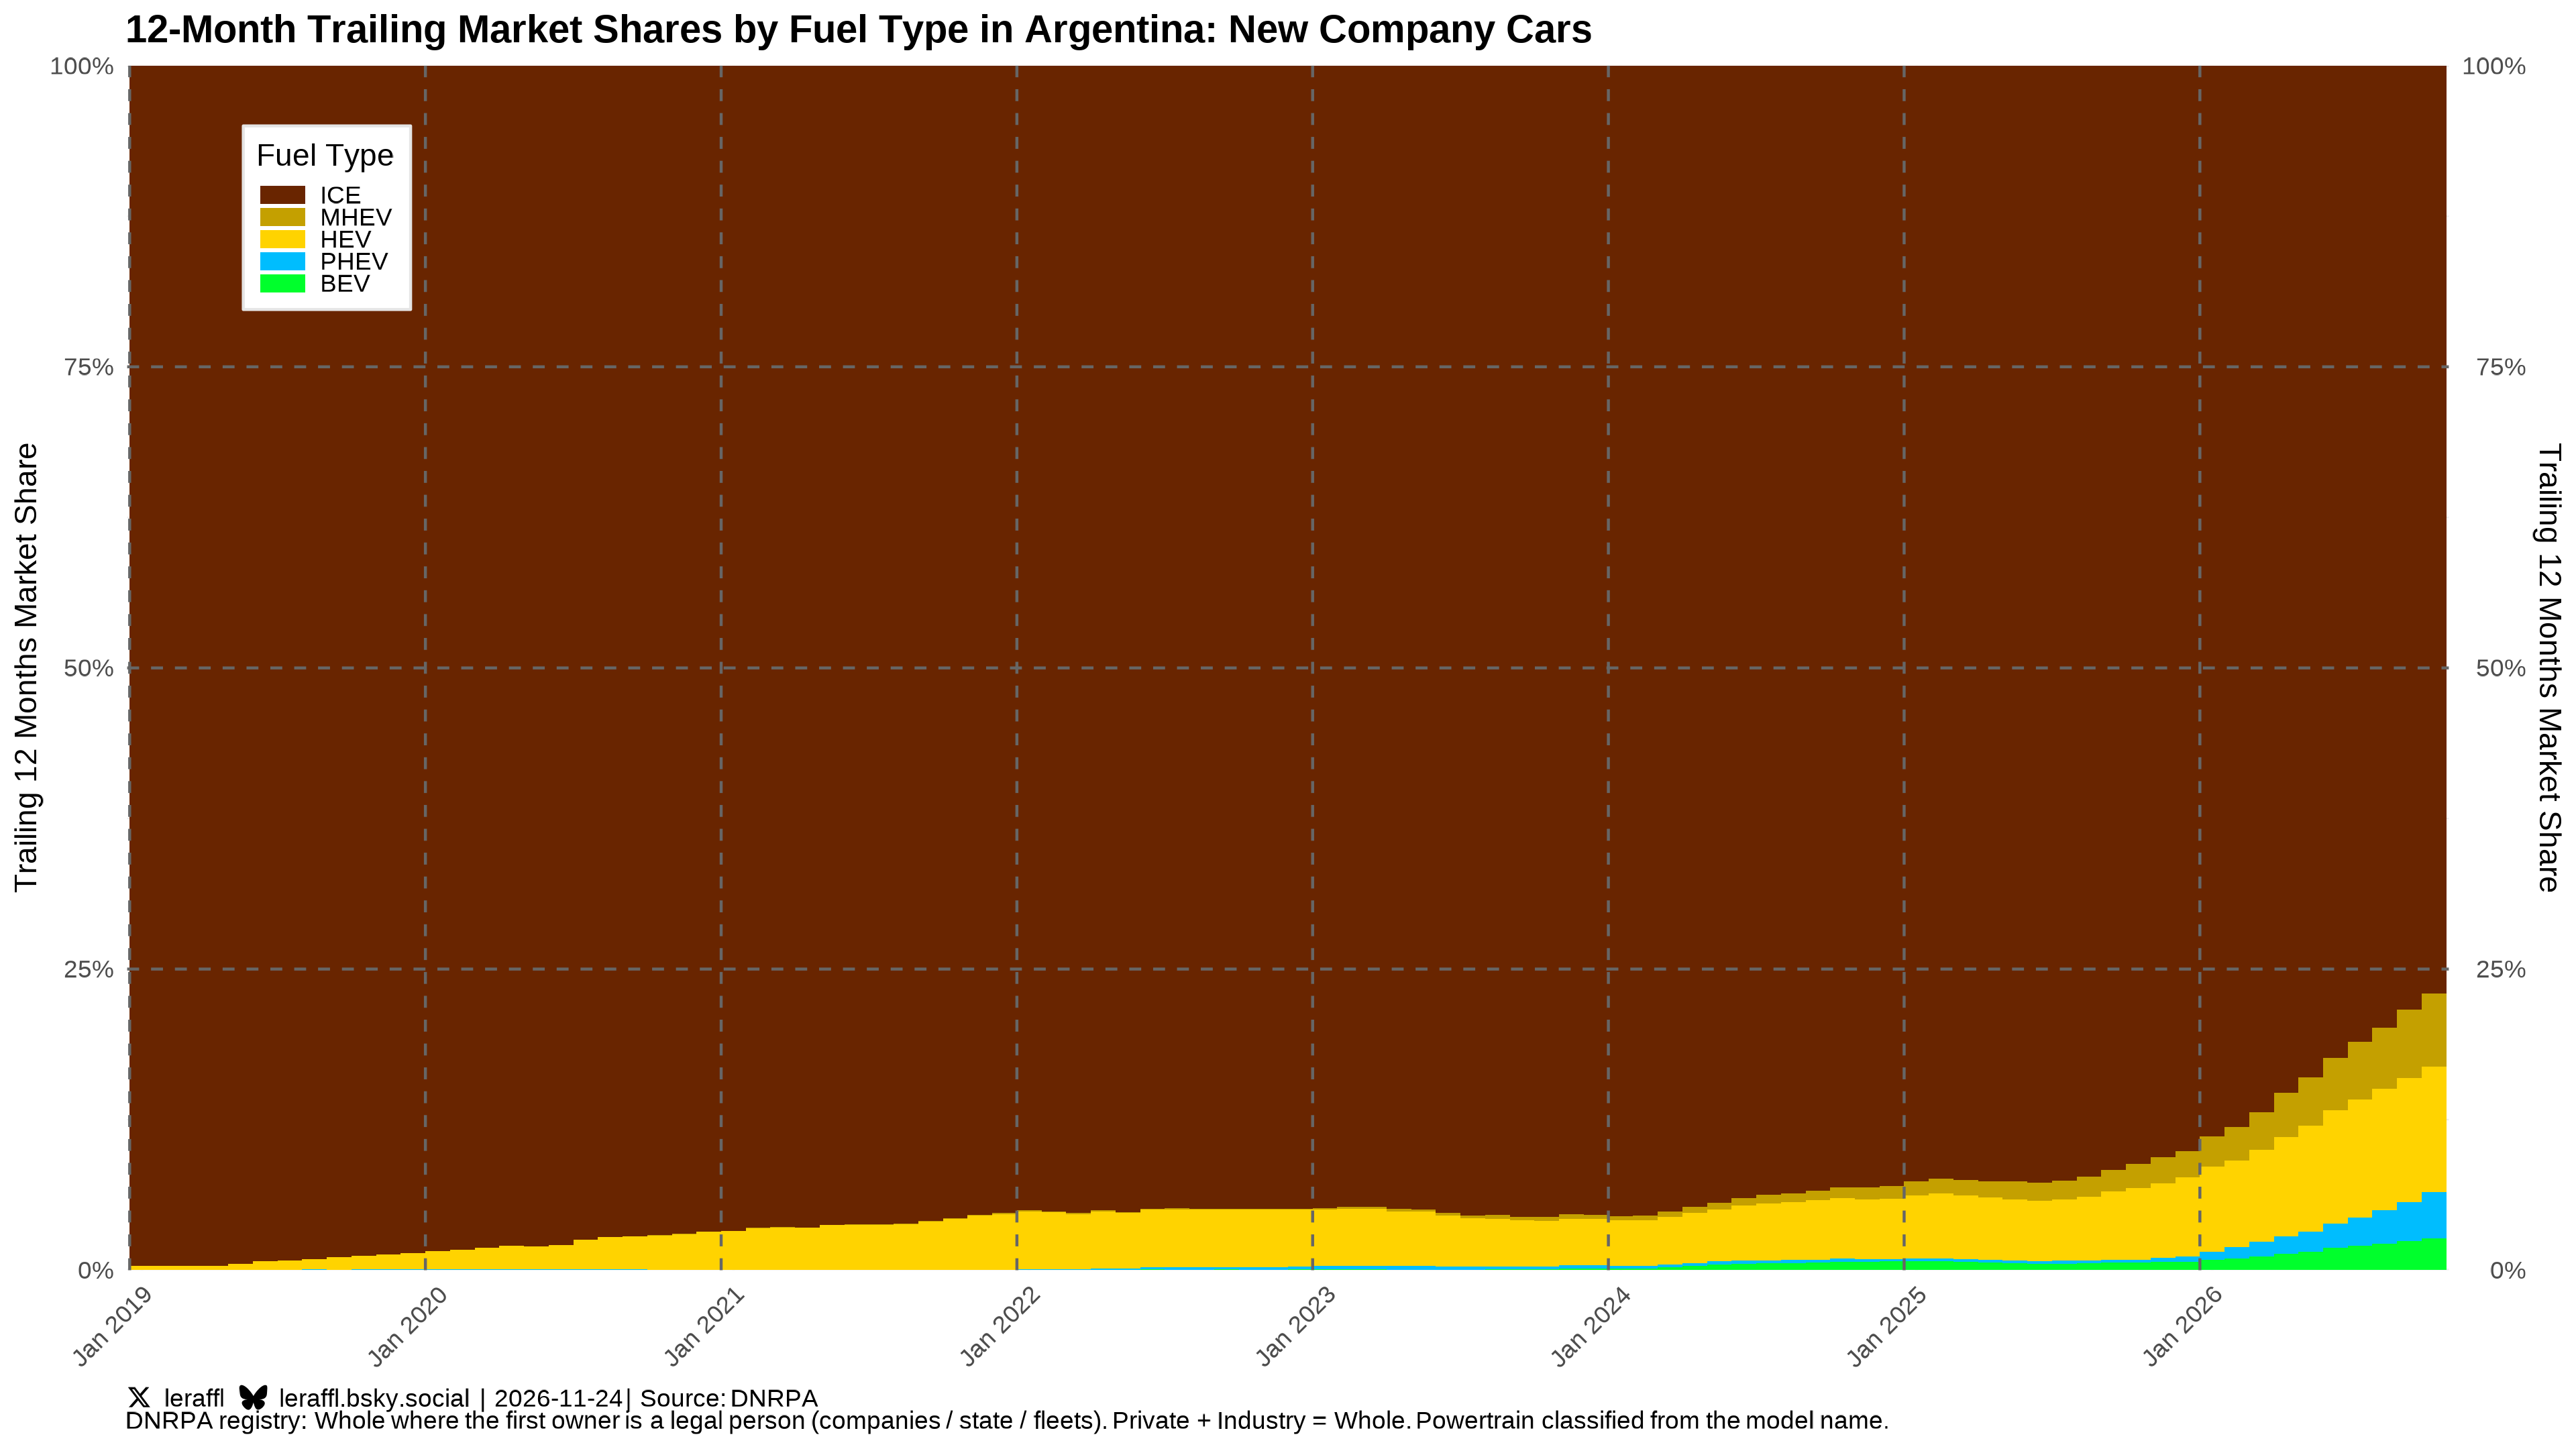 12-Month Trailing Market Shares by Fuel Type in Argentina: New Company Cars
100%
75%
50%
25%
0%
100%
75%
50%
25%
0%
Trailing 12 Months Market Share
Trailing 12 Months Market Share
Fuel Type
ICE
MHEV
HEV
PHEV
BEV
Jan 2019
Jan 2020
Jan 2021
Jan 2022
Jan 2023
Jan 2024
Jan 2025
Jan 2026
𝕏 leraffl leraffl.bsky.social | 2026-11-24| Source: DNRPA
DNRPA registry: Whole where the first owner is a legal person (companies / state / fleets). Private + Industry = Whole. Powertrain classified from the model name.